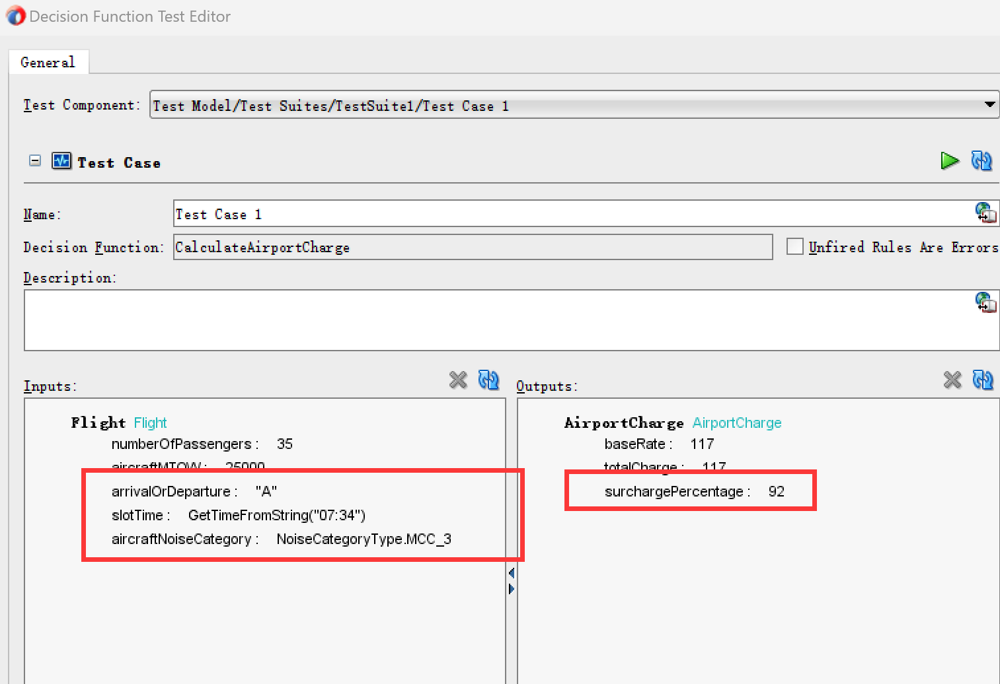 Decision Function Test Editor
General
Test Component: Test Model/Test Suites/TestSuite1/Test Case 1
Test Case
Name: Test Case 1
Decision Function: CalculateAirportCharge Unfired Rules Are Errors
Description:
Inputs:
Flight Flight
numberOfPassengers : 35
aircraftMTOW : 25000
arrivalOrDeparture : "A"
slotTime : GetTimeFromString("07:34")
aircraftNoiseCategory : NoiseCategoryType.MCC_3
Outputs:
AirportCharge AirportCharge
baseRate : 117
totalCharge : 117
surchargePercentage : 92